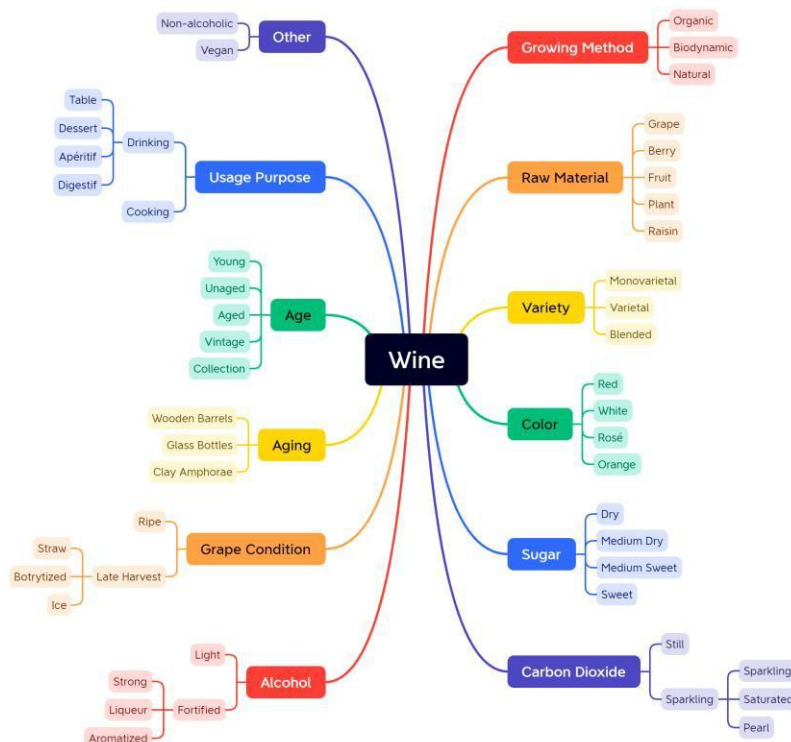 Wine
Growing Method
Organic
Biodynamic
Natural
Raw Material
Grape
Berry
Fruit
Plant
Raisin
Variety
Monovarietal
Varietal
Blended
Color
Red
White
Rosé
Orange
Sugar
Dry
Medium Dry
Medium Sweet
Sweet
Carbon Dioxide
Still
Sparkling
Sparkling
Saturated
Pearl
Other
Non-alcoholic
Vegan
Usage Purpose
Drinking
Table
Dessert
Apéritif
Digestif
Cooking
Age
Young
Unaged
Aged
Vintage
Collection
Aging
Wooden Barrels
Glass Bottles
Clay Amphorae
Grape Condition
Ripe
Late Harvest
Straw
Botrytized
Ice
Alcohol
Light
Fortified
Strong
Liqueur
Aromatized